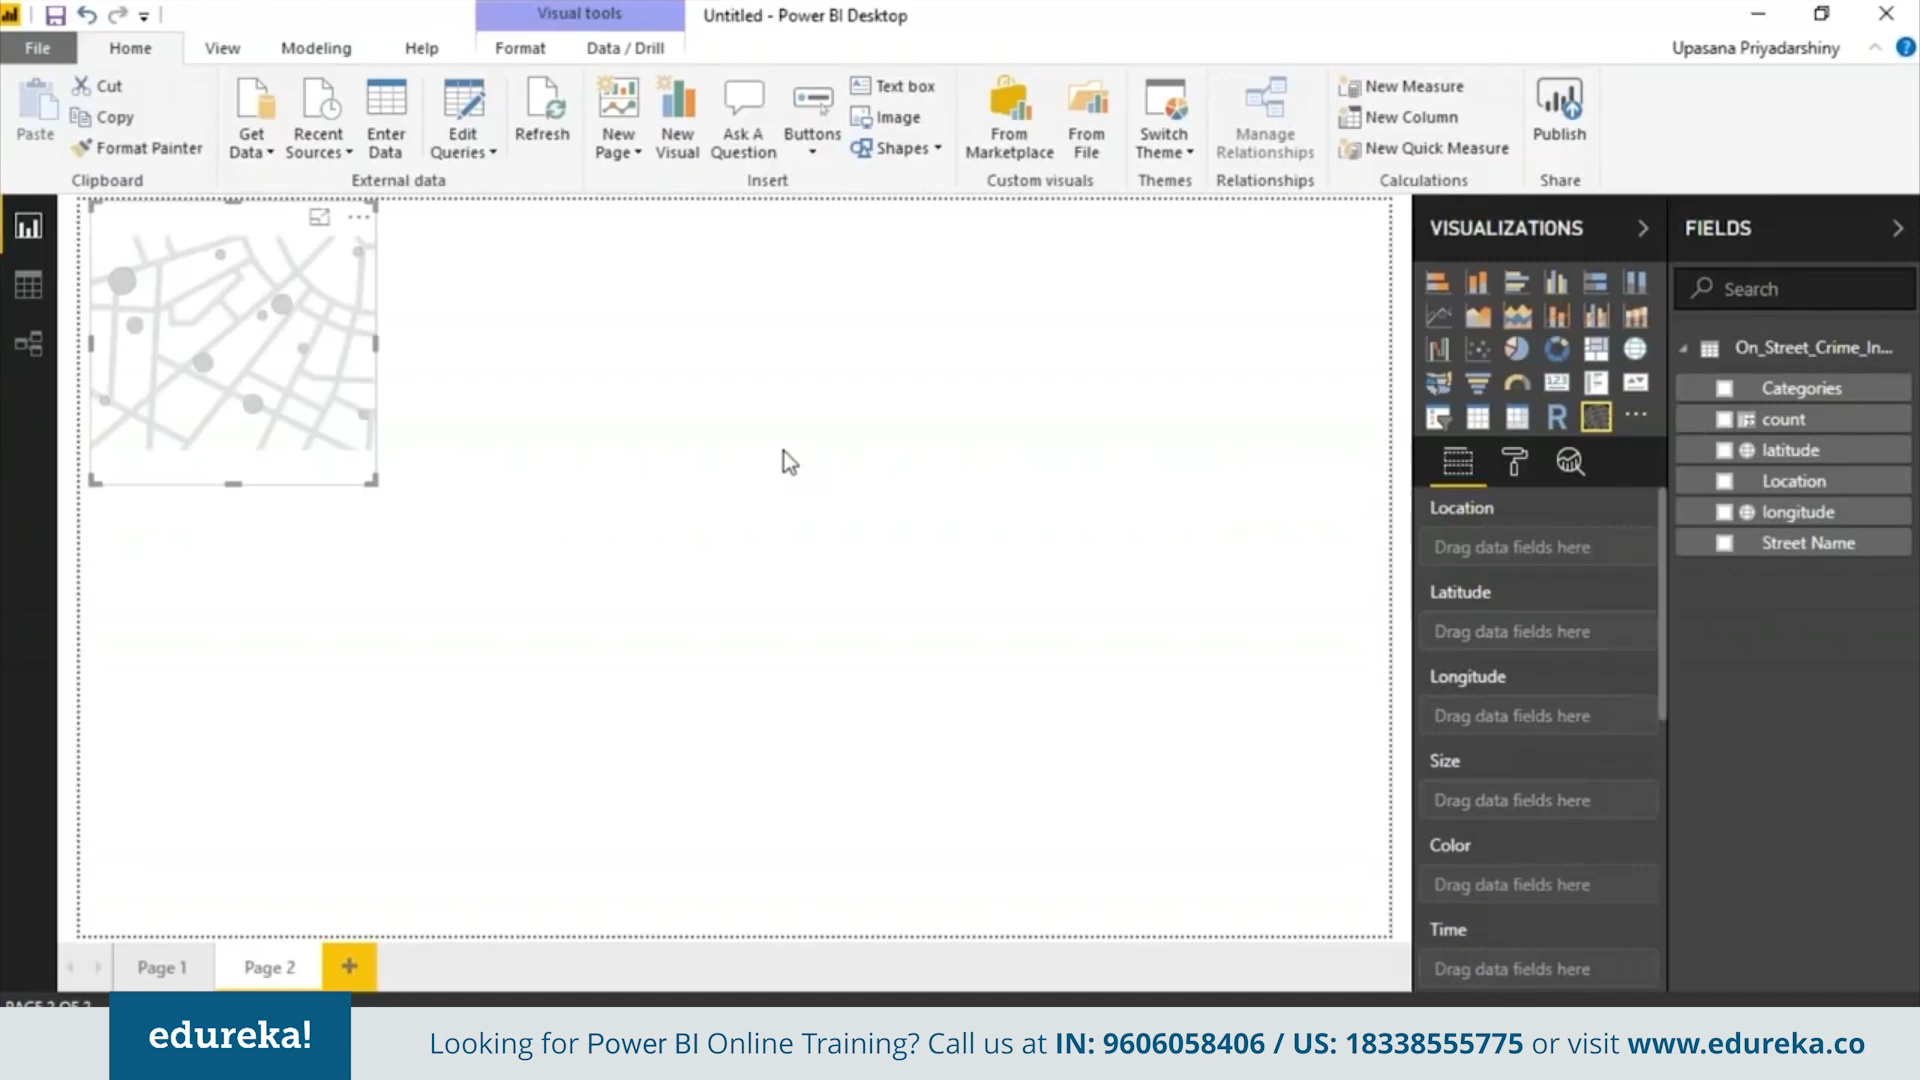 Visual tools
Untitled - Power BI Desktop
File Home View Modeling Help Format Data / Drill Upasana Priyadarshiny
Paste
Cut
Copy
Format Painter
Clipboard
Get Data
Recent Sources
Enter Data
Edit Queries
Refresh
External data
New Page
New Visual
Ask A Question
Buttons
Text box
Image
Shapes
Insert
From Marketplace
From File
Custom visuals
Switch Theme
Themes
Manage Relationships
Relationships
New Measure
New Column
New Quick Measure
Calculations
Publish
Share
VISUALIZATIONS
123
R
Location
Drag data fields here
Latitude
Drag data fields here
Longitude
Drag data fields here
Size
Drag data fields here
Color
Drag data fields here
Time
Drag data fields here
FIELDS
Search
On_Street_Crime_In...
Categories
count
latitude
Location
longitude
Street Name
Page 1 Page 2 +
PAGE 2 OF 2
edureka!
Looking for Power BI Online Training? Call us at IN: 9606058406 / US: 18338555775 or visit www.edureka.co